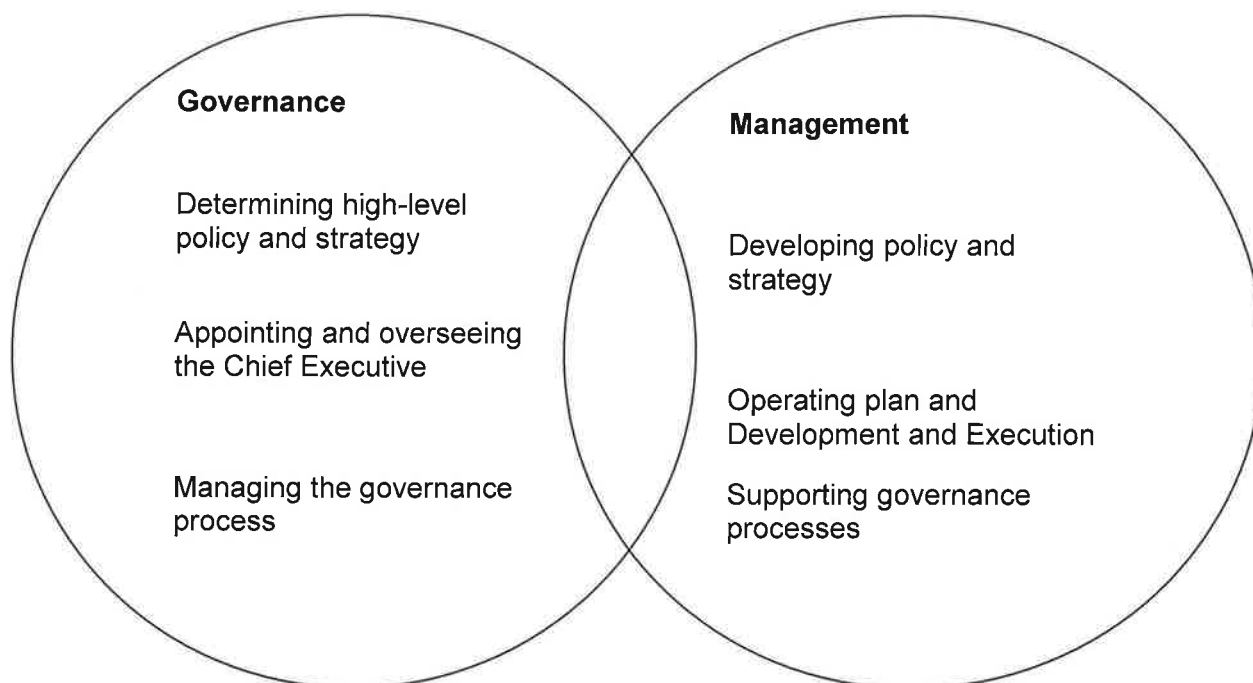 Governance
Determining high-level
policy and strategy
Appointing and overseeing
the Chief Executive
Managing the governance
process
Management
Developing policy and
strategy
Operating plan and
Development and Execution
Supporting governance
processes